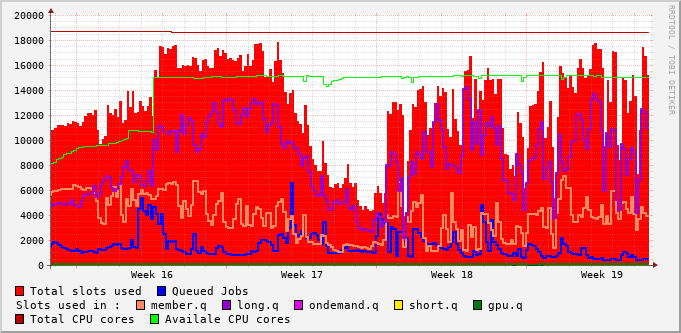 20000
18000
16000
14000
12000
10000
8000
6000
4000
2000
0
Week 16 Week 17 Week 18 Week 19
RRDTOOL / TOBI OETIKER
Total slots used Queued Jobs
Slots used in : member.q long.q ondemand.q short.q gpu.q
Total CPU cores Availale CPU cores